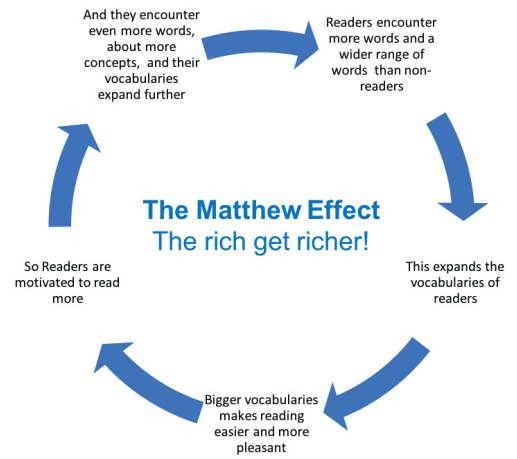 And they encounter
even more words,
about more
concepts,  and their
vocabularies
expand further
Readers encounter
more words and a
wider range of
words  than non-
readers
The Matthew Effect
The rich get richer!
This expands the
vocabularies of
readers
Bigger vocabularies
makes reading
easier and more
pleasant
So Readers are
motivated to read
more